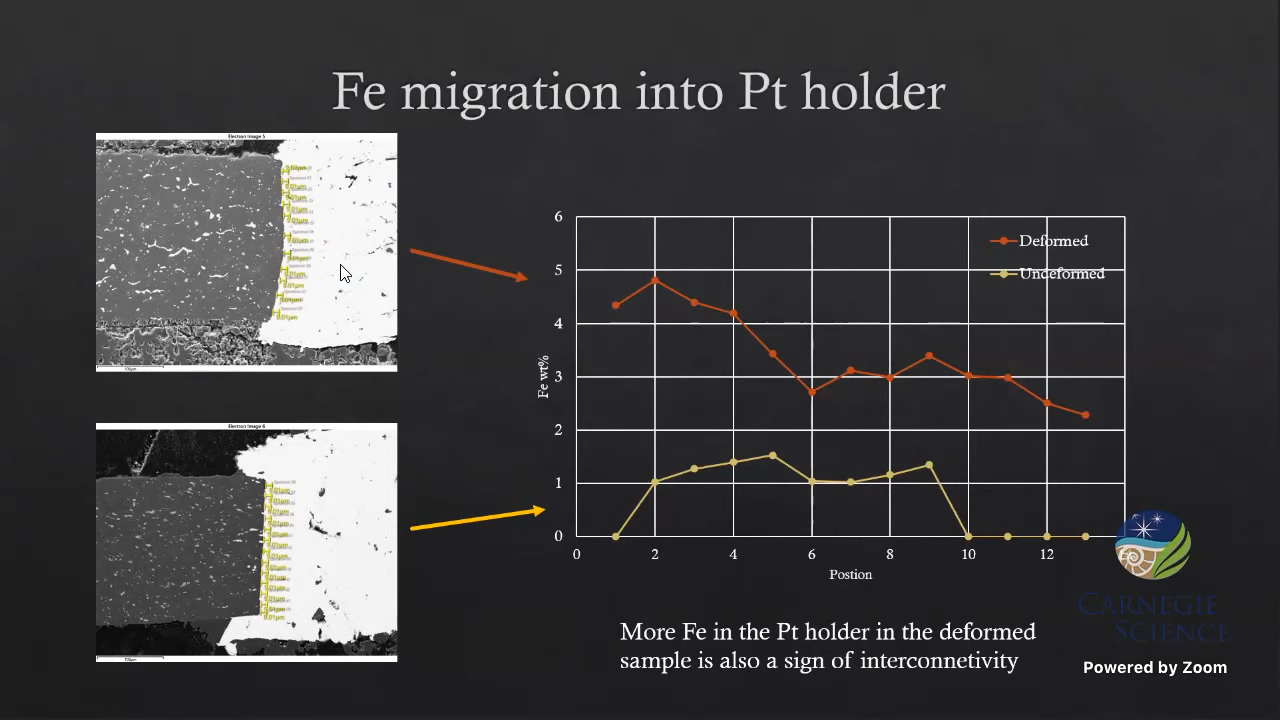 Fe migration into Pt holder
Electron Image 5
100µm
Electron Image 6
100µm
6
5
4
3
2
1
0
Fe wt%
Deformed
Undeformed
0 2 4 6 8 10 12
Postion
More Fe in the Pt holder in the deformed
sample is also a sign of interconnetivity
CARNEGIE
SCIENCE
Powered by Zoom